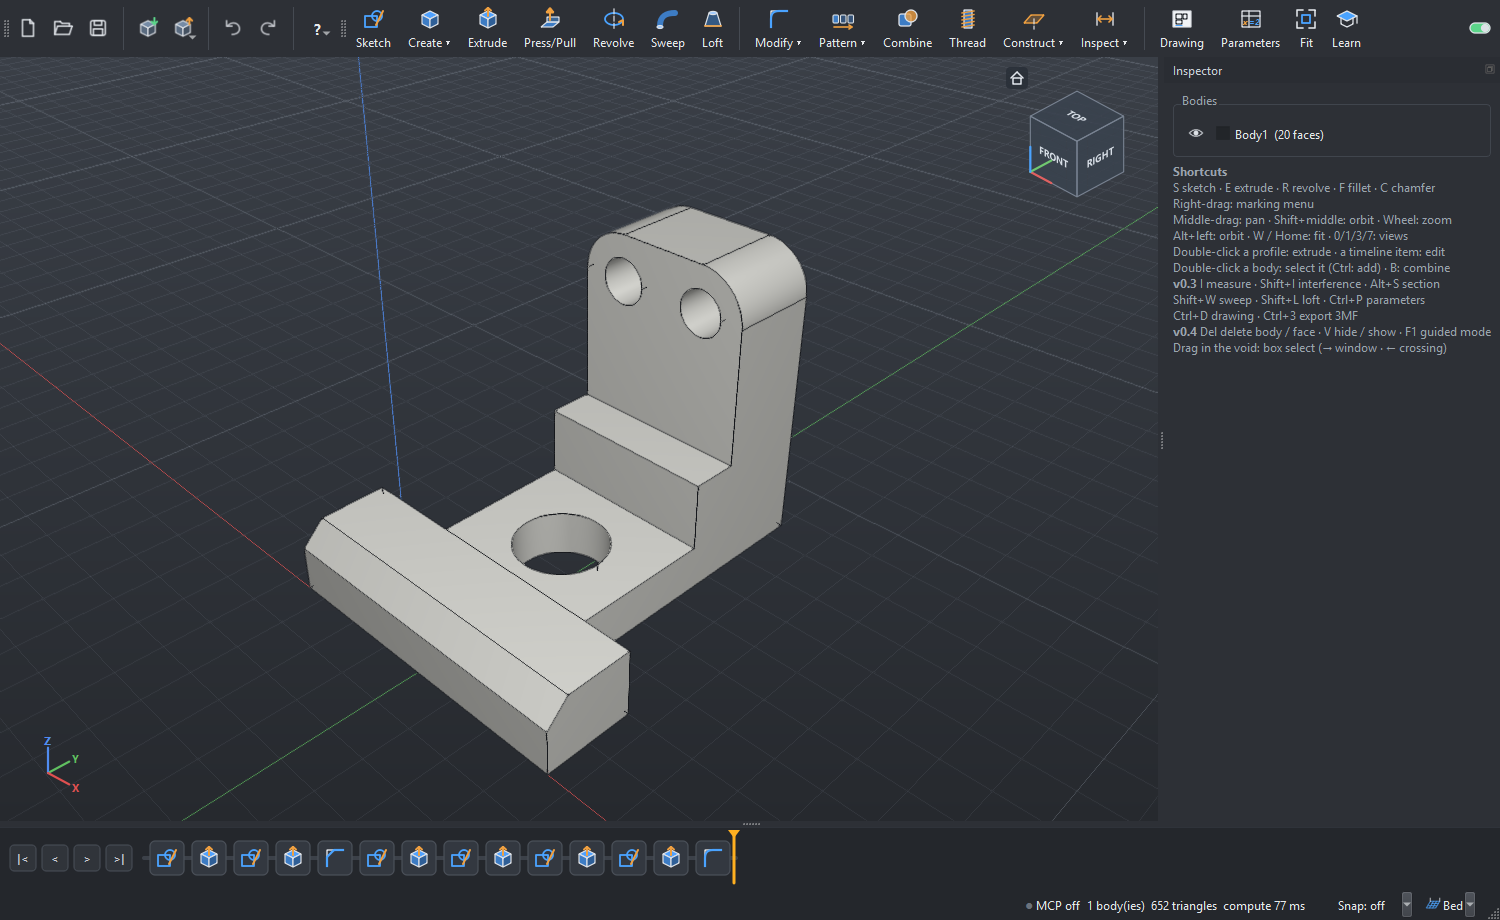 ?
Sketch
Create
Extrude
Press/Pull
Revolve
Sweep
Loft
Modify
Pattern
Combine
Thread
Construct
Inspect
Drawing
Parameters
Fit
Learn
Inspector
Bodies
Body1 (20 faces)
Shortcuts
S sketch · E extrude · R revolve · F fillet · C chamfer
Right-drag: marking menu
Middle-drag: pan · Shift+middle: orbit · Wheel: zoom
Alt+left: orbit · W / Home: fit · 0/1/3/7: views
Double-click a profile: extrude · a timeline item: edit
Double-click a body: select it (Ctrl: add) · B: combine
v0.3 I measure · Shift+I interference · Alt+S section
Shift+W sweep · Shift+L loft · Ctrl+P parameters
Ctrl+D drawing · Ctrl+3 export 3MF
v0.4 Del delete body / face · V hide / show · F1 guided mode
Drag in the void: box select (→ window · ← crossing)
TOP
FRONT
RIGHT
Z
Y
X
|< < > >|
MCP off 1 body(ies) 652 triangles compute 77 ms Snap: off Bed